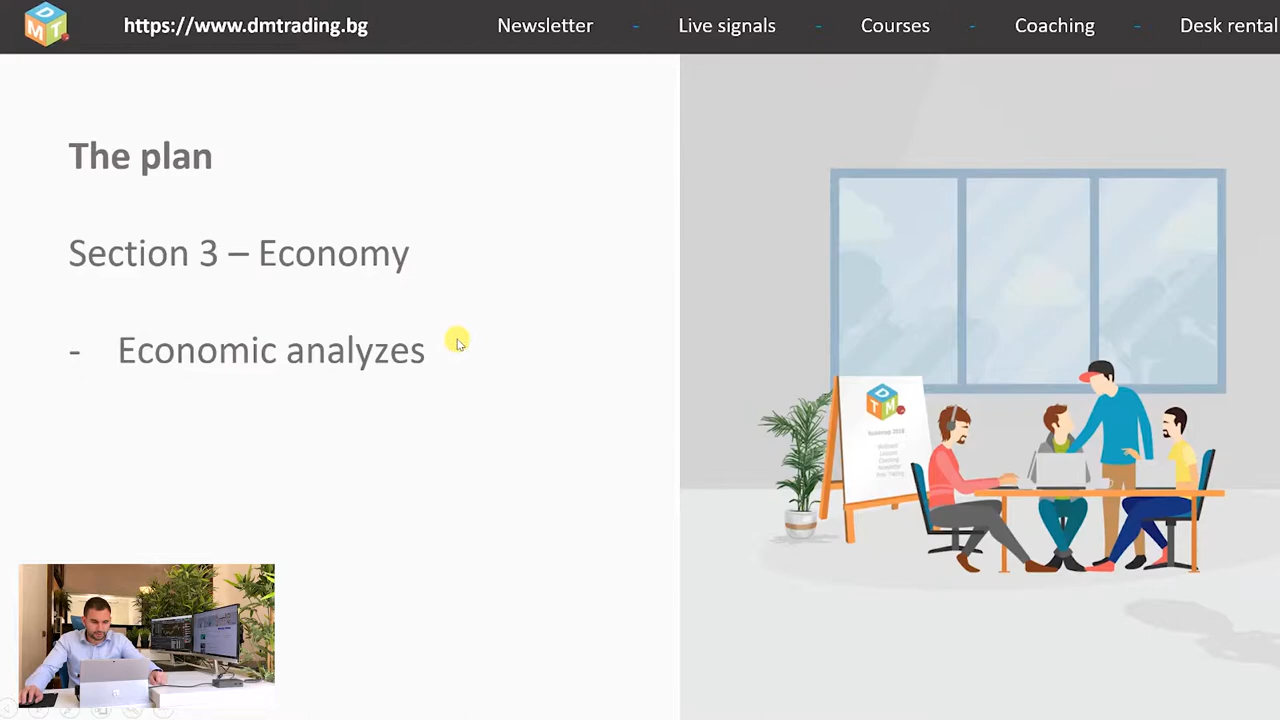 https://www.dmtrading.bg Newsletter - Live signals - Courses - Coaching - Desk rental
The plan
Section 3 – Economy
- Economic analyzes
D
T M
D
M T